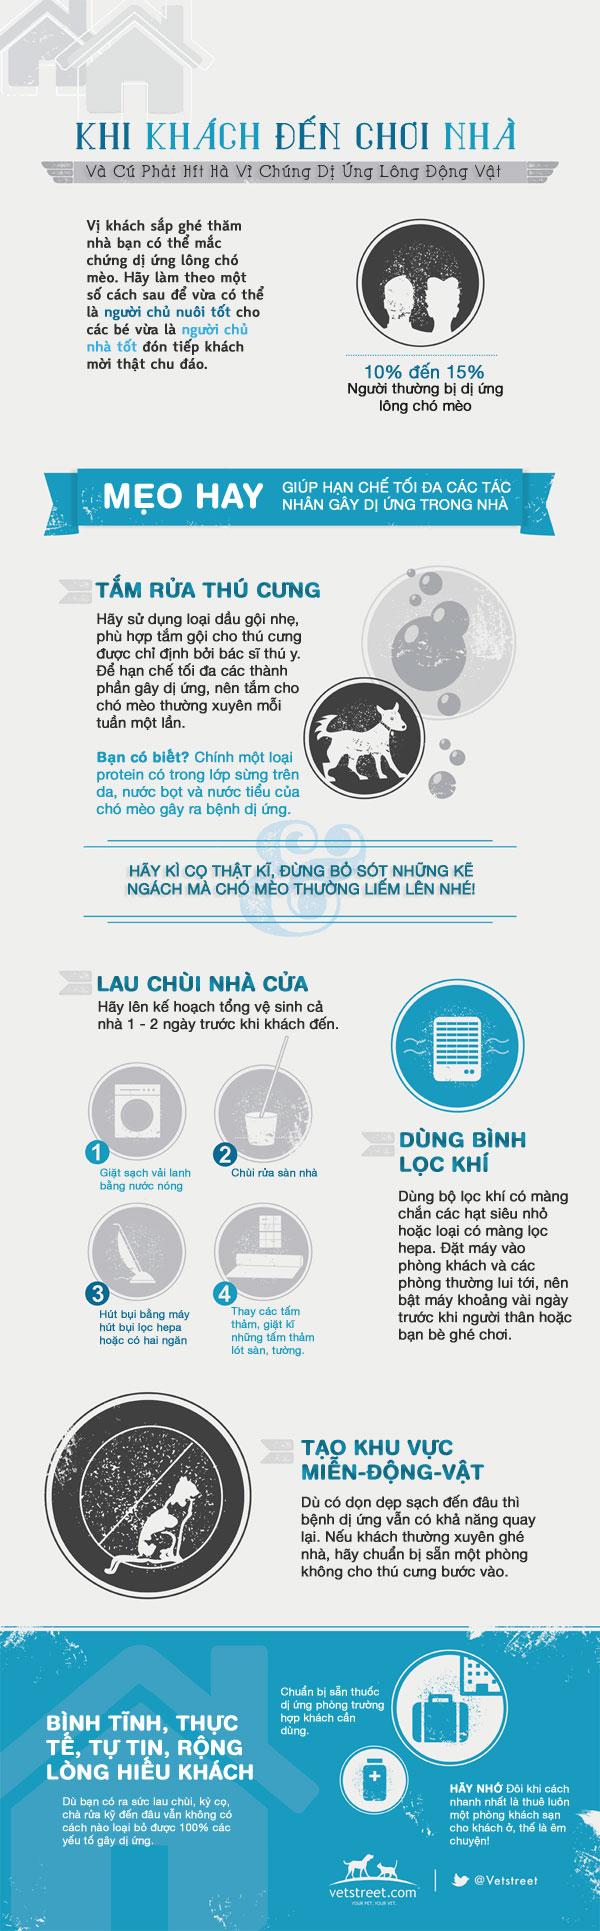 KHI KHÁCH ĐẾN CHƠI NHÀ
Và Cứ Phải Hít Hà Vì Chứng Dị Ứng Lông Động Vật
Vị khách sắp ghé thăm
nhà bạn có thể mắc
chứng dị ứng lông chó
mèo. Hãy làm theo một
số cách sau để vừa có thể
là người chủ nuôi tốt cho
các bé vừa là người chủ
nhà tốt đón tiếp khách
mời thật chu đáo.
10% đến 15%
Người thường bị dị ứng
lông chó mèo
MẸO HAY
GIÚP HẠN CHẾ TỐI ĐA CÁC TÁC
NHÂN GÂY DỊ ỨNG TRONG NHÀ
TẮM RỬA THÚ CƯNG
Hãy sử dụng loại dầu gội nhẹ,
phù hợp tắm gội cho thú cưng
được chỉ định bởi bác sĩ thú y.
Để hạn chế tối đa các thành
phần gây dị ứng, nên tắm cho
chó mèo thường xuyên mỗi
tuần một lần.
Bạn có biết? Chính một loại
protein có trong lớp sừng trên
da, nước bọt và nước tiểu của
chó mèo gây ra bệnh dị ứng.
&
HÃY KÌ CỌ THẬT KĨ, ĐỪNG BỎ SÓT NHỮNG KẼ
NGÁCH MÀ CHÓ MÈO THƯỜNG LIẾM LÊN NHÉ!
LAU CHÙI NHÀ CỬA
Hãy lên kế hoạch tổng vệ sinh cả
nhà 1 - 2 ngày trước khi khách đến.
1
Giặt sạch vải lanh
bằng nước nóng
2
Chùi rửa sàn nhà
3
Hút bụi bằng máy
hút bụi lọc hepa
hoặc có hai ngăn
4
Thay các tấm
thảm, giặt kĩ
những tấm thảm
lót sàn, tường.
DÙNG BÌNH
LỌC KHÍ
Dùng bộ lọc khí có màng
chắn các hạt siêu nhỏ
hoặc loại có màng lọc
hepa. Đặt máy vào
phòng khách và các
phòng thường lui tới, nên
bật máy khoảng vài ngày
trước khi người thân hoặc
bạn bè ghé chơi.
TẠO KHU VỰC
MIỄN-ĐỘNG-VẬT
Dù có dọn dẹp sạch đến đâu thì
bệnh dị ứng vẫn có khả năng quay
lại. Nếu khách thường xuyên ghé
nhà, hãy chuẩn bị sẵn một phòng
không cho thú cưng bước vào.
BÌNH TĨNH, THỰC
TẾ, TỰ TIN, RỘNG
LÒNG HIẾU KHÁCH
Dù bạn có ra sức lau chùi, kỳ cọ,
chà rửa kỹ đến đâu vẫn không có
cách nào loại bỏ được 100% các
yếu tố gây dị ứng.
Chuẩn bị sẵn thuốc
dị ứng phòng trường
hợp khách cần
dùng.
HÃY NHỚ Đôi khi cách
nhanh nhất là thuê luôn
một phòng khách sạn
cho khách ở, thế là êm
chuyện!
vetstreet.com
YOUR PET. YOUR VET.
@Vetstreet